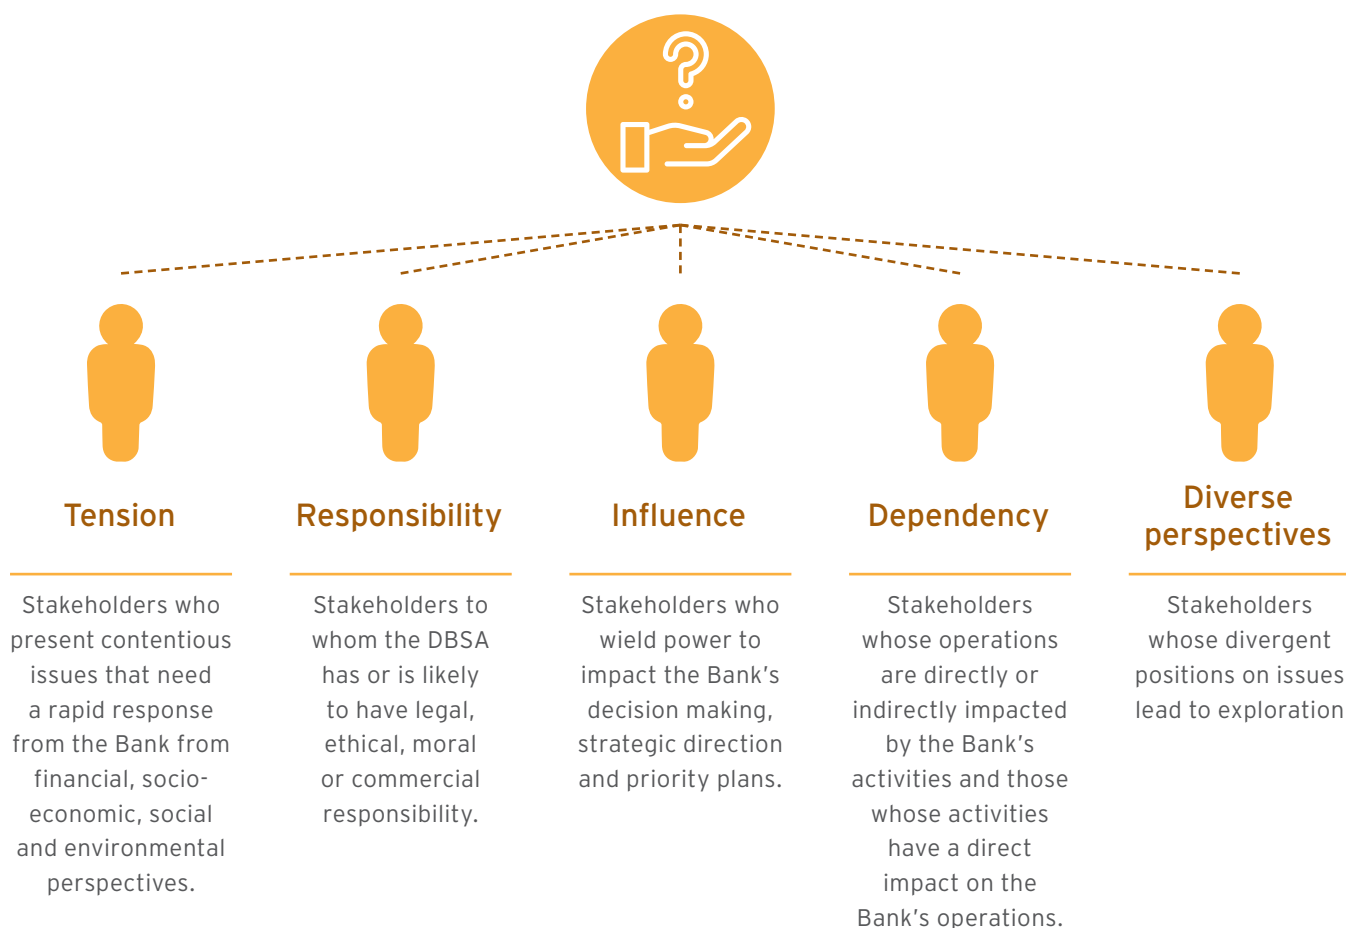 Tension
Stakeholders who
present contentious
issues that need
a rapid response
from the Bank from
financial, socio-
economic, social
and environmental
perspectives.
Responsibility
Stakeholders to
whom the DBSA
has or is likely
to have legal,
ethical, moral
or commercial
responsibility.
Influence
Stakeholders who
wield power to
impact the Bank's
decision making,
strategic direction
and priority plans.
Dependency
Stakeholders
whose operations
are directly or
indirectly impacted
by the Bank's
activities and those
whose activities
have a direct
impact on the
Bank's operations.
Diverse
perspectives
Stakeholders
whose divergent
positions on issues
lead to exploration